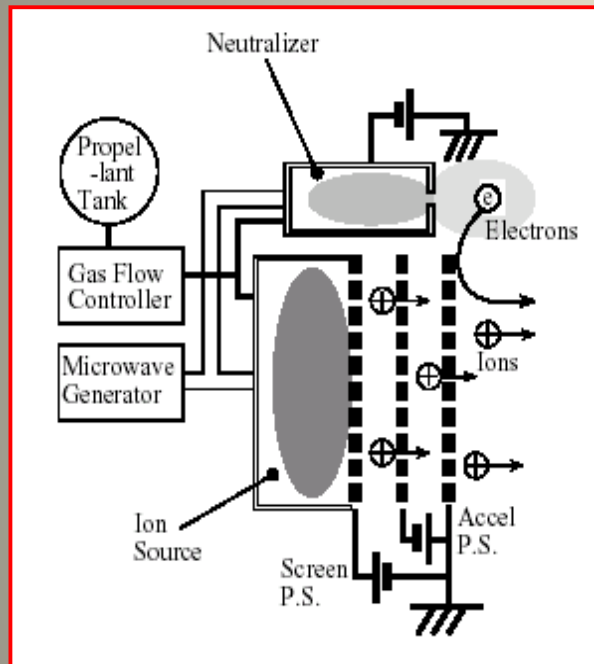 Neutralizer
Propel
-lant
Tank
e
Electrons
Gas Flow
Controller
Ions
Microwave
Generator
Ion
Source
Accel
P.S.
Screen
P.S.